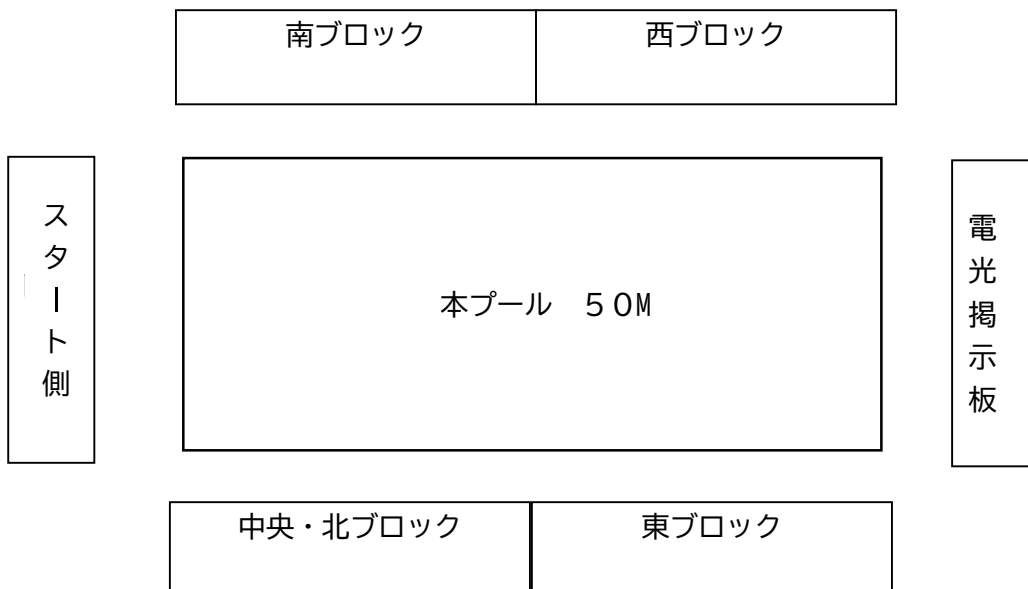 南ブロック
西ブロック
スタート側
本プール　５０M
電光掲示板
中央・北ブロック
東ブロック